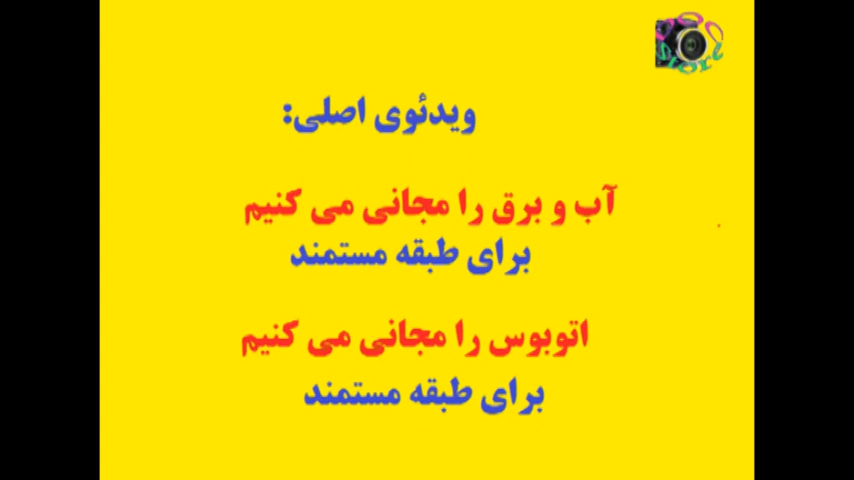 ویدئوی اصلی:
آب و برق را مجانی می کنیم
برای طبقه مستمند
اتوبوس را مجانی می کنیم
برای طبقه مستمند